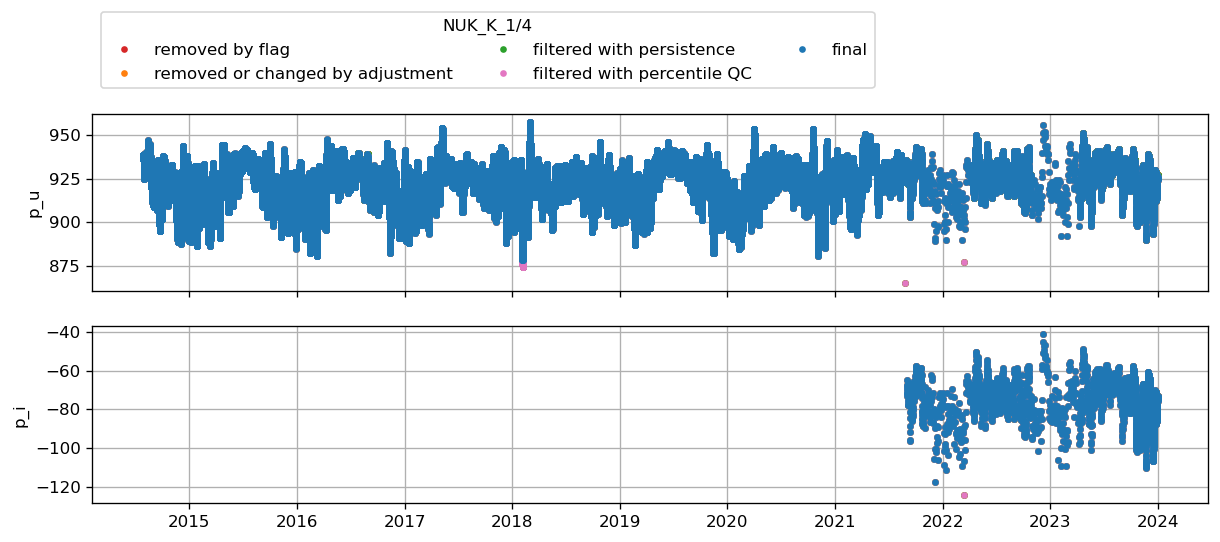 NUK_K_1/4
removed by flag
filtered with persistence
final
removed or changed by adjustment
filtered with percentile QC
950
925
900
875
p_u
−40
−60
−80
−100
−120
p_i
2015 2016 2017 2018 2019 2020 2021 2022 2023 2024